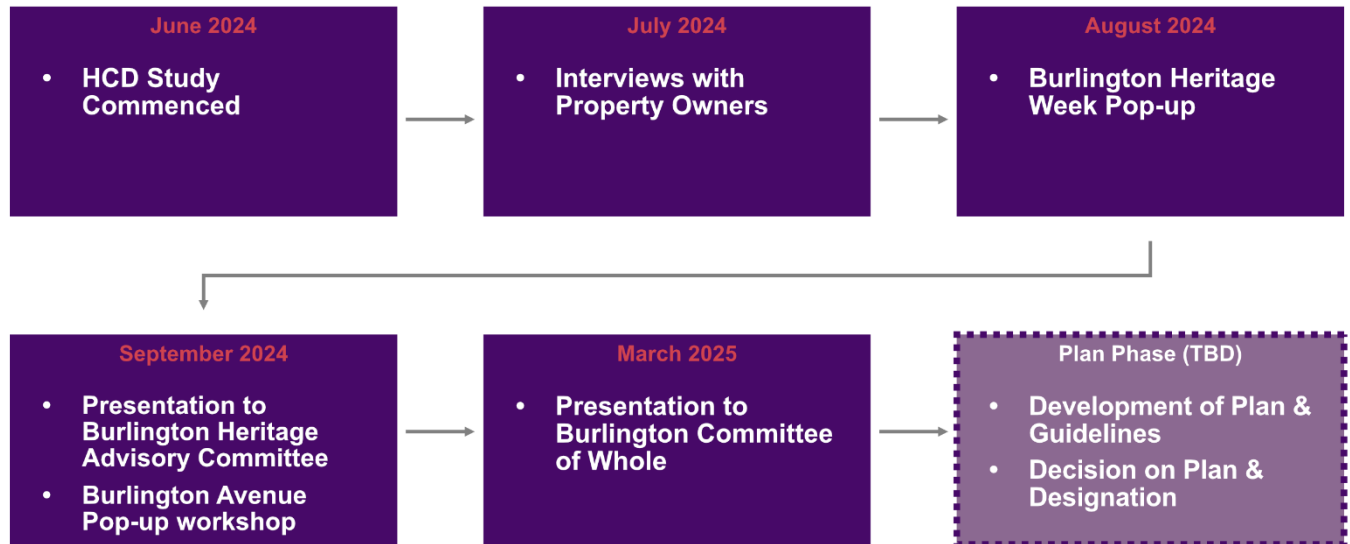 June 2024
• HCD Study
Commenced
July 2024
• Interviews with
Property Owners
August 2024
• Burlington Heritage
Week Pop-up
September 2024
• Presentation to
Burlington Heritage
Advisory Committee
• Burlington Avenue
Pop-up workshop
March 2025
• Presentation to
Burlington Committee
of Whole
Plan Phase (TBD)
• Development of Plan &
Guidelines
• Decision on Plan &
Designation